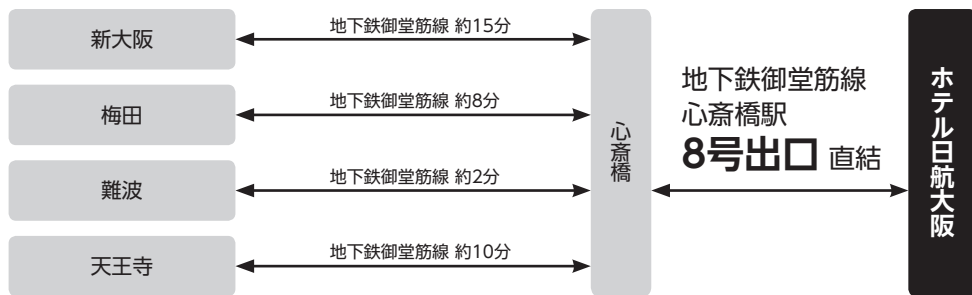 新大阪
地下鉄御堂筋線 約15分
梅田
地下鉄御堂筋線 約8分
難波
地下鉄御堂筋線 約2分
天王寺
地下鉄御堂筋線 約10分
心斎橋
地下鉄御堂筋線
心斎橋駅
8号出口 直結
ホテル日航大阪